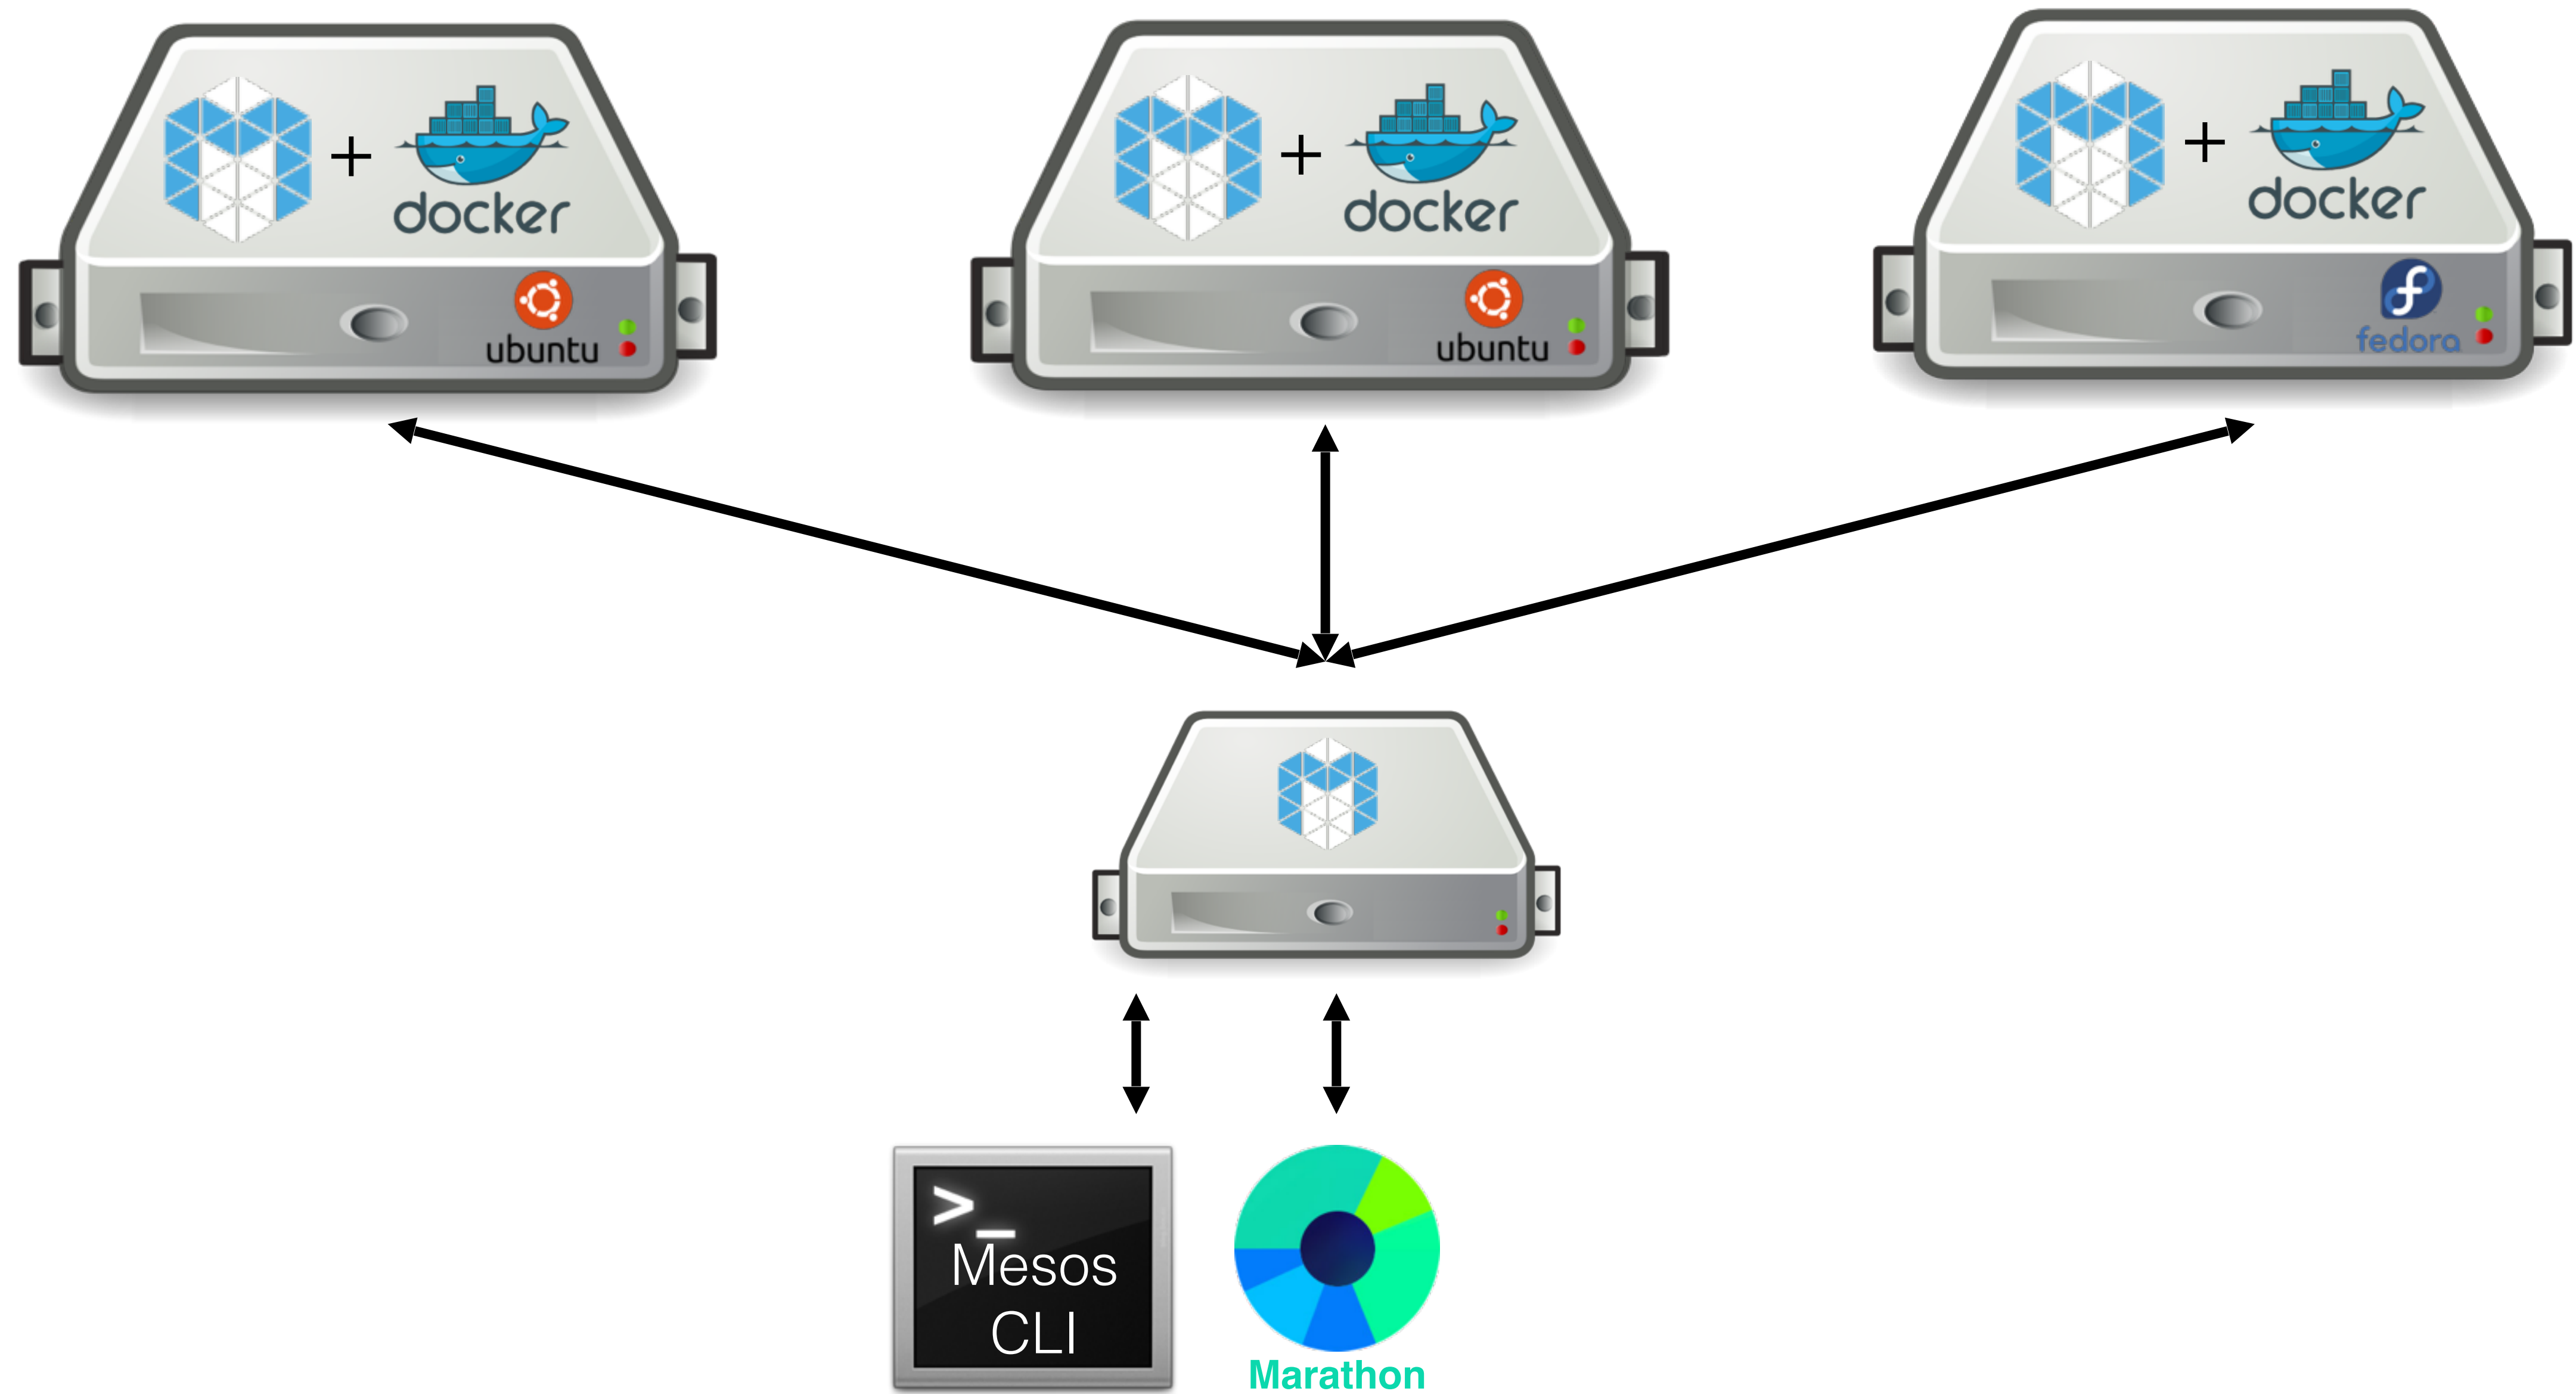 +
docker
ubuntu
+
docker
ubuntu
+
docker
fedora
>_
Mesos
CLI
Marathon